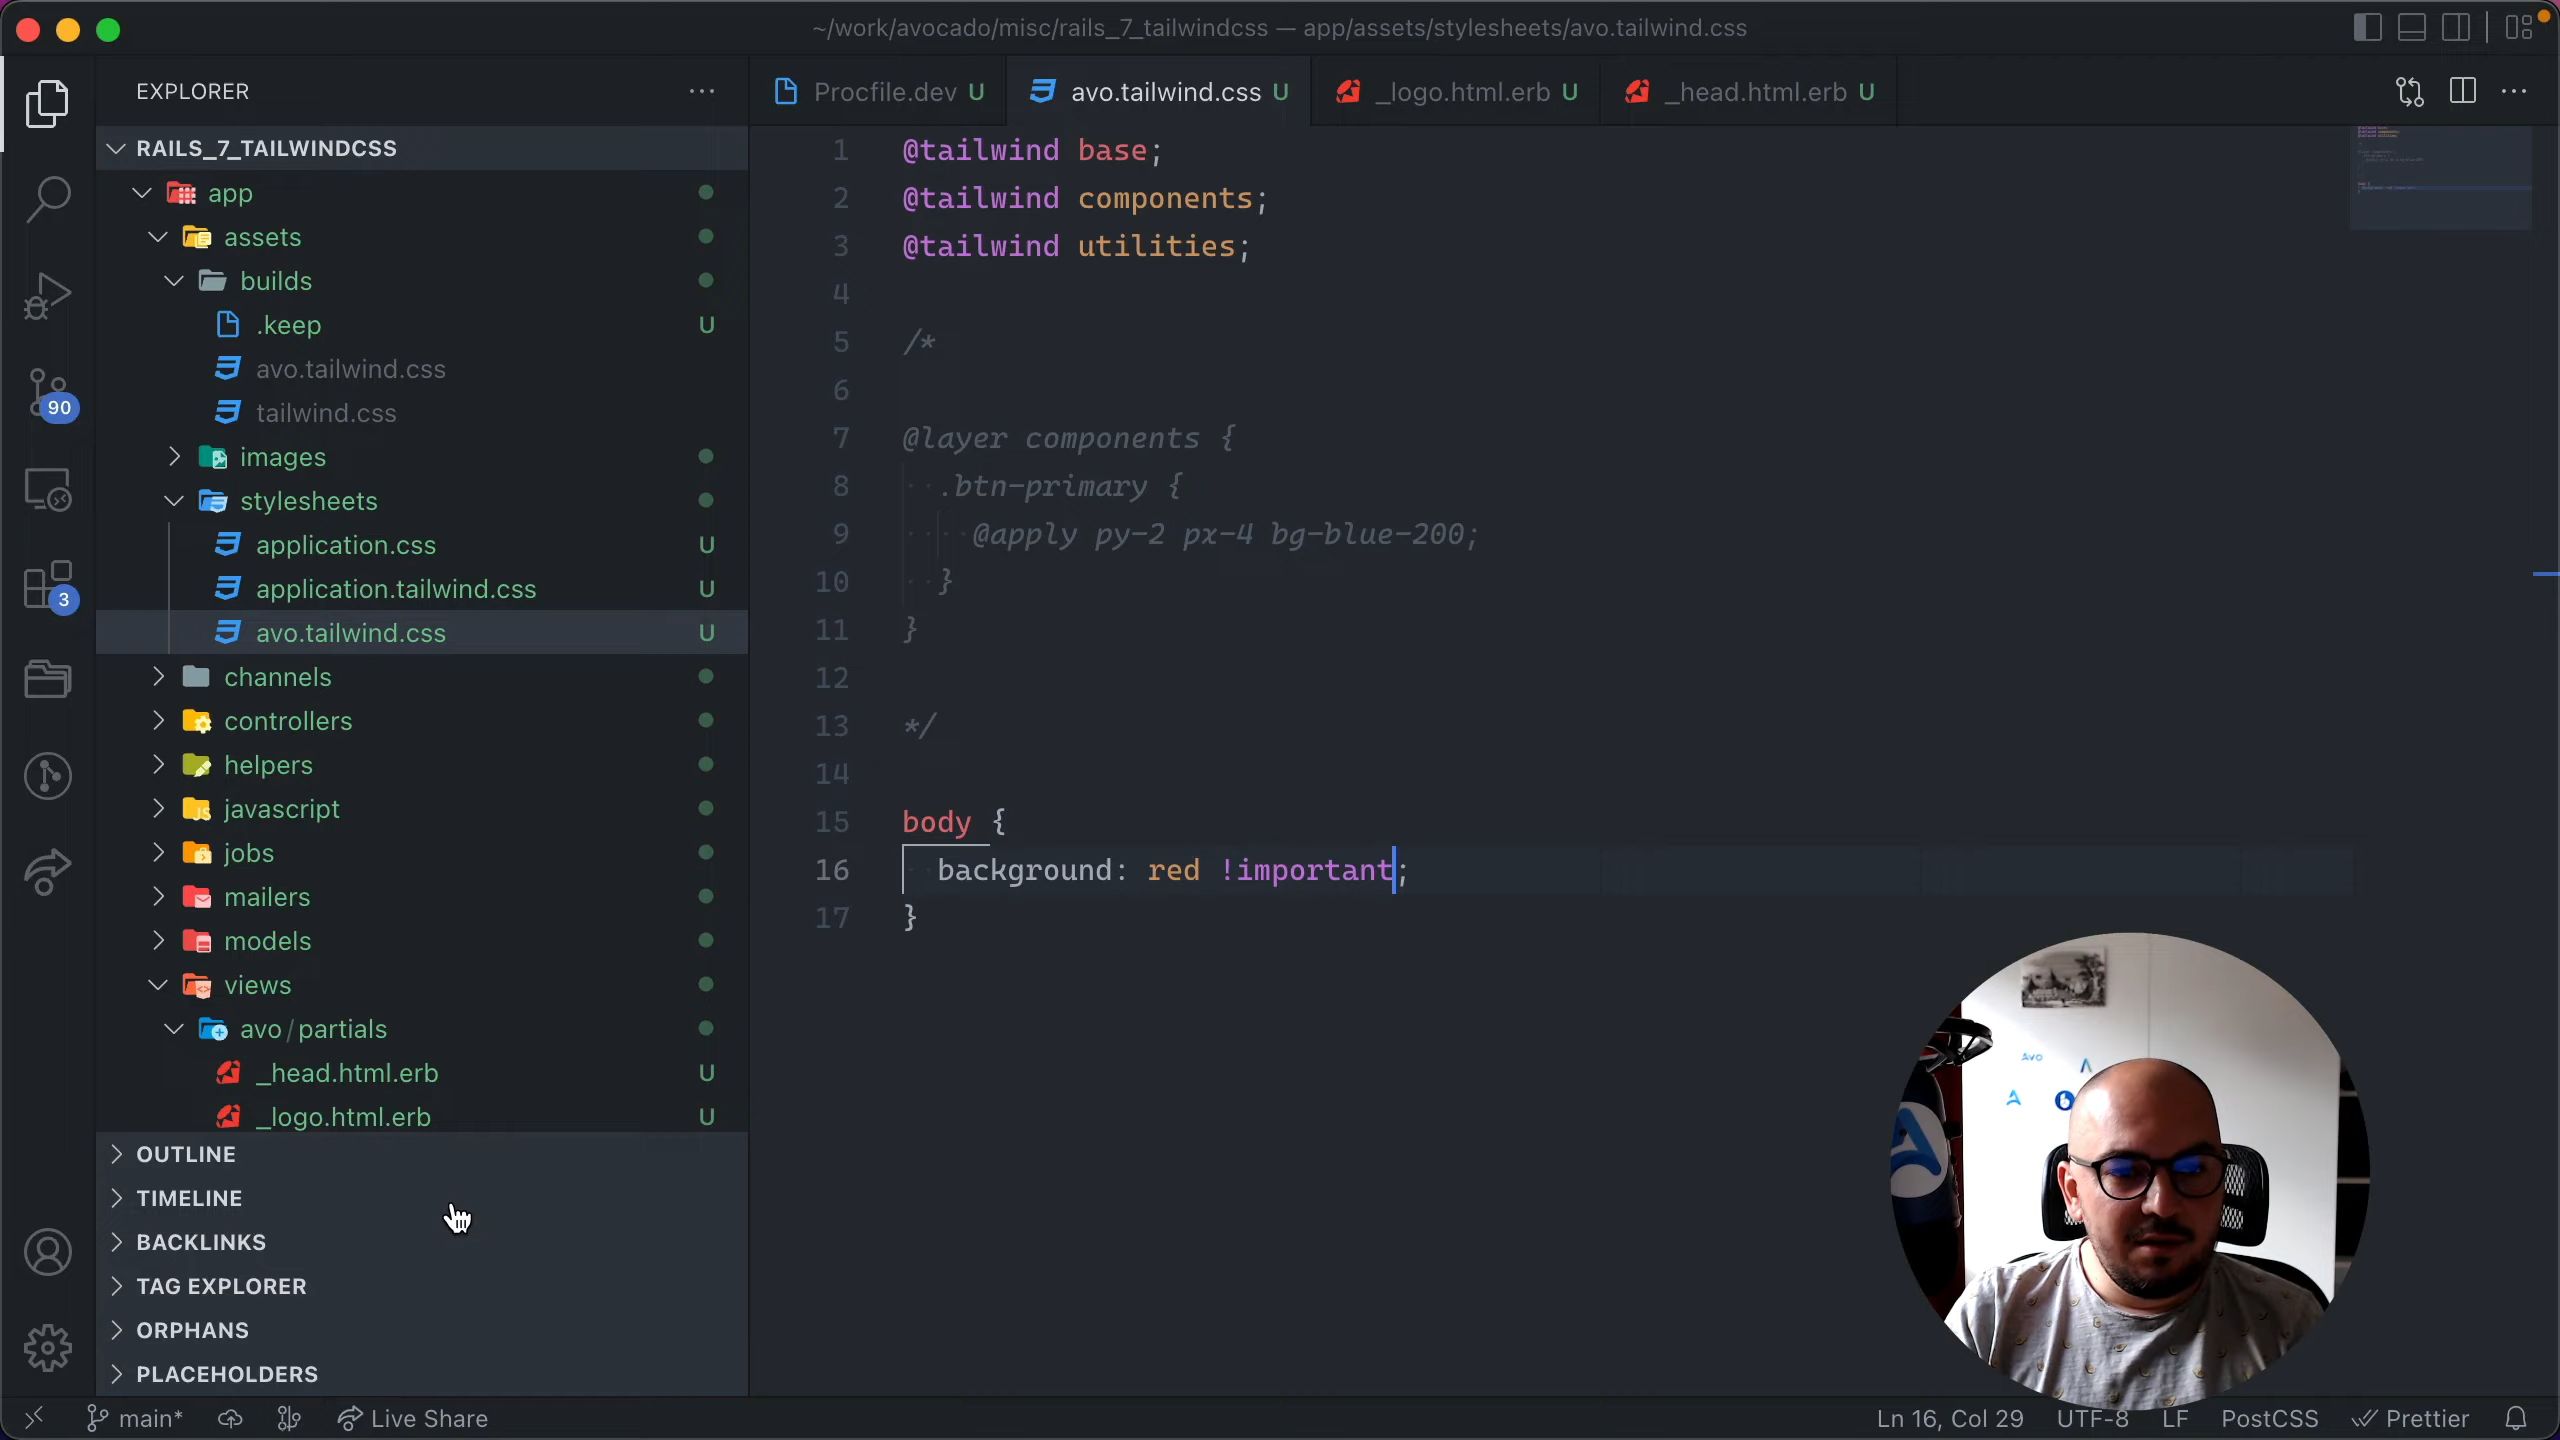 ~/work/avocado/misc/rails_7_tailwindcss — app/assets/stylesheets/avo.tailwind.css
EXPLORER
Procfile.dev U
avo.tailwind.css U
_logo.html.erb U
_head.html.erb U
RAILS_7_TAILWINDCSS
app
assets
builds
.keep U
avo.tailwind.css
tailwind.css
images
stylesheets
application.css U
application.tailwind.css U
avo.tailwind.css U
channels
controllers
helpers
javascript
jobs
mailers
models
views
avo/partials
_head.html.erb U
_logo.html.erb U
OUTLINE
TIMELINE
BACKLINKS
TAG EXPLORER
ORPHANS
PLACEHOLDERS
90
3
1 @tailwind base;
2 @tailwind components;
3 @tailwind utilities;
4
5 /*
6
7 @layer components {
8 .btn-primary {
9 @apply py-2 px-4 bg-blue-200;
10 }
11 }
12
13 */
14
15 body {
16 background: red !important;
17 }
Avo
main*
Live Share
Ln 16, Col 29
UTF-8
LF
PostCSS
Prettier